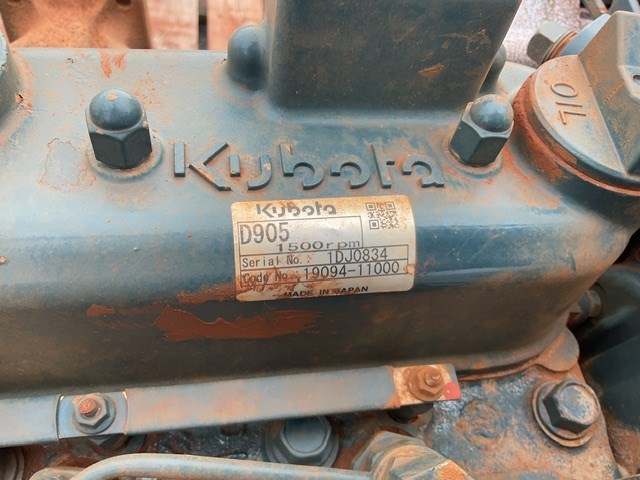 OIL
Kubota
Kubota
D905
1500rpm
Serial No.: 1DJ0834
Code No.: 19094-11000
MADE IN JAPAN